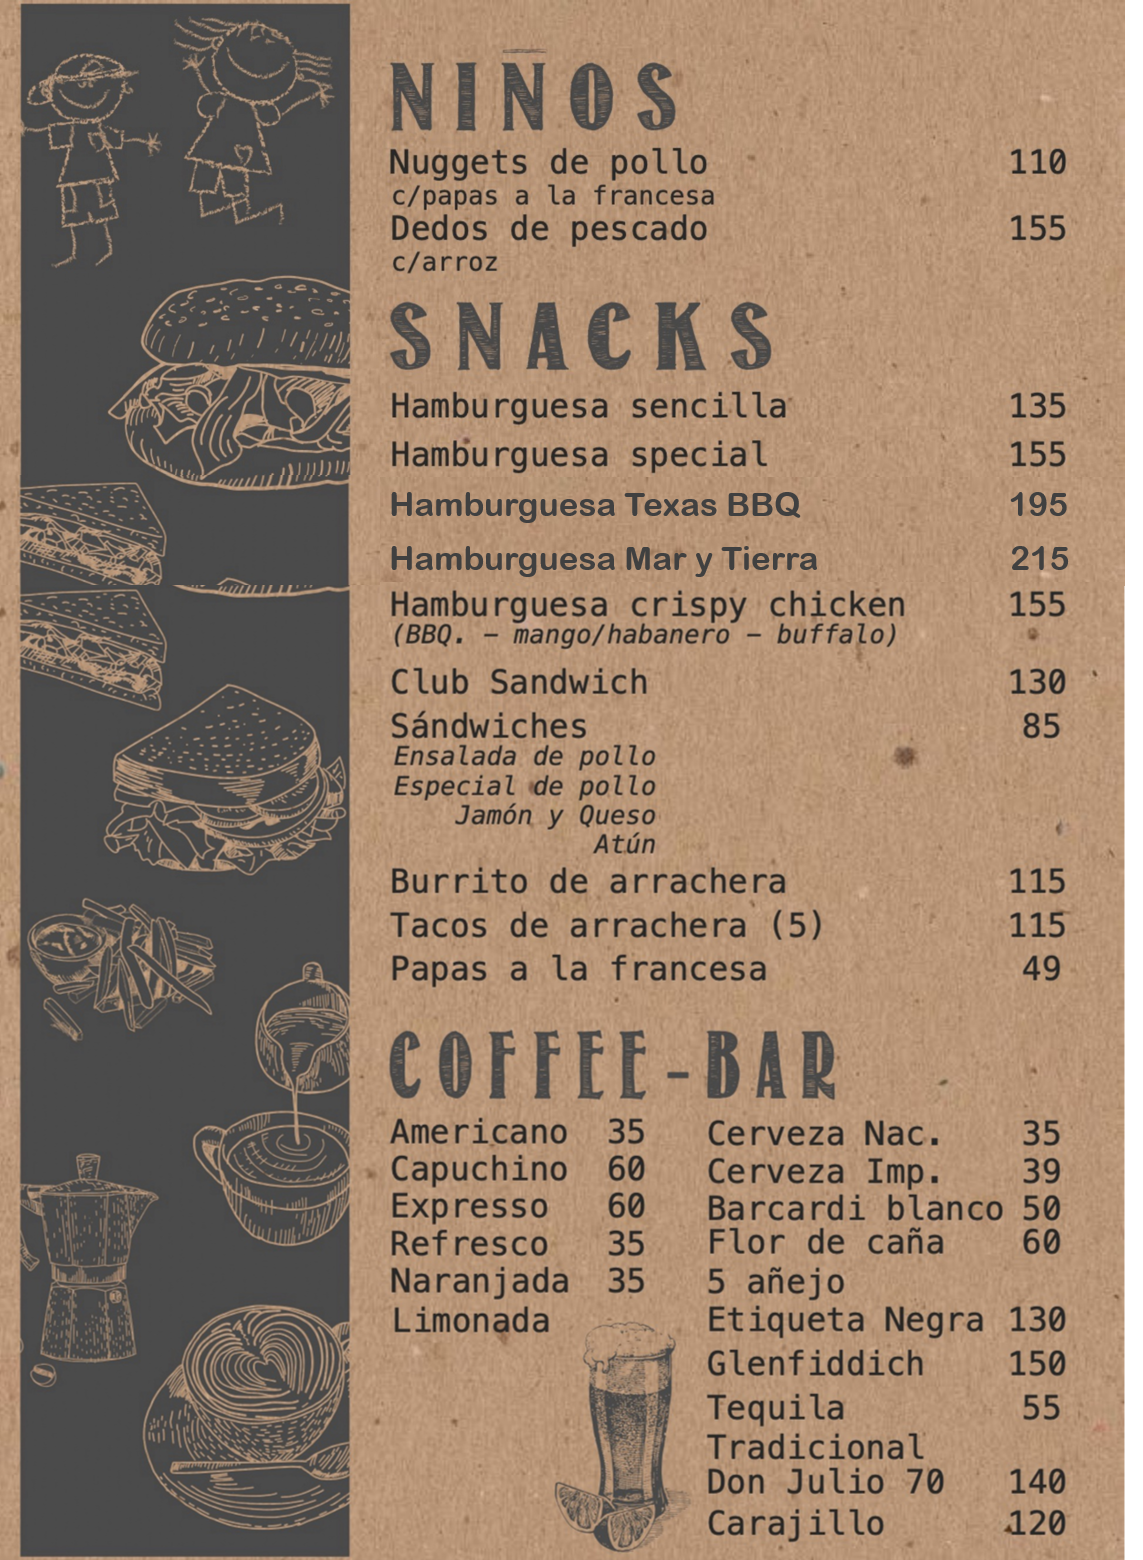 NIÑOS
Nuggets de pollo 110
c/papas a la francesa
Dedos de pescado 155
c/arroz
SNACKS
Hamburguesa sencilla 135
Hamburguesa special 155
Hamburguesa Texas BBQ 195
Hamburguesa Mar y Tierra 215
Hamburguesa crispy chicken 155
(BBQ. – mango/habanero – buffalo)
Club Sandwich 130
Sándwiches 85
Ensalada de pollo
Especial de pollo
Jamón y Queso
Atún
Burrito de arrachera 115
Tacos de arrachera (5) 115
Papas a la francesa 49
COFFEE-BAR
Americano 35
Capuchino 60
Expresso 60
Refresco 35
Naranjada 35
Limonada
Cerveza Nac. 35
Cerveza Imp. 39
Barcardi blanco 50
Flor de caña 60
5 añejo
Etiqueta Negra 130
Glenfiddich 150
Tequila 55
Tradicional
Don Julio 70 140
Carajillo 120